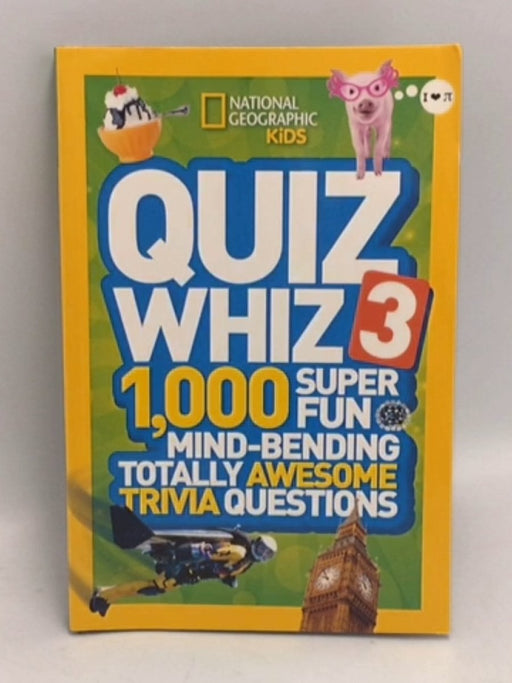 NATIONAL
GEOGRAPHIC
KiDS
I ❤ π
QUIZ
WHIZ 3
1,000 SUPER
FUN
MIND-BENDING
TOTALLY AWESOME
TRIVIA QUESTIONS